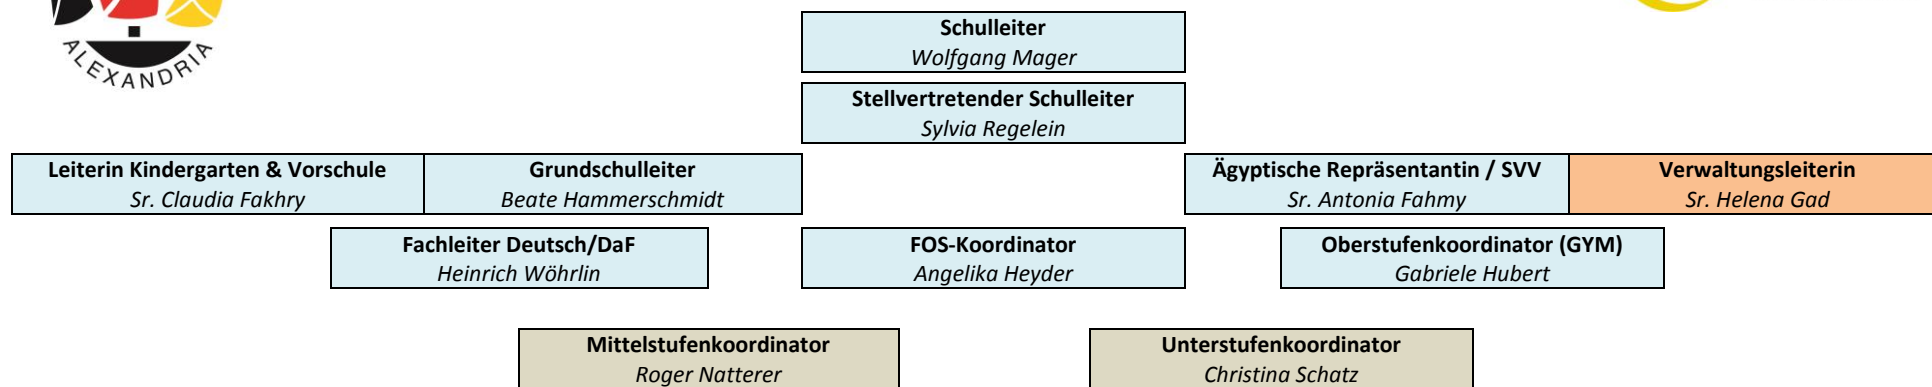 ALEXANDRIA
Schulleiter
Wolfgang Mager
Stellvertretender Schulleiter
Sylvia Regelein
Leiterin Kindergarten & Vorschule
Sr. Claudia Fakhry
Grundschulleiter
Beate Hammerschmidt
Ägyptische Repräsentantin / SVV
Sr. Antonia Fahmy
Verwaltungsleiterin
Sr. Helena Gad
Fachleiter Deutsch/DaF
Heinrich Wöhrlin
FOS-Koordinator
Angelika Heyder
Oberstufenkoordinator (GYM)
Gabriele Hubert
Mittelstufenkoordinator
Roger Natterer
Unterstufenkoordinator
Christina Schatz